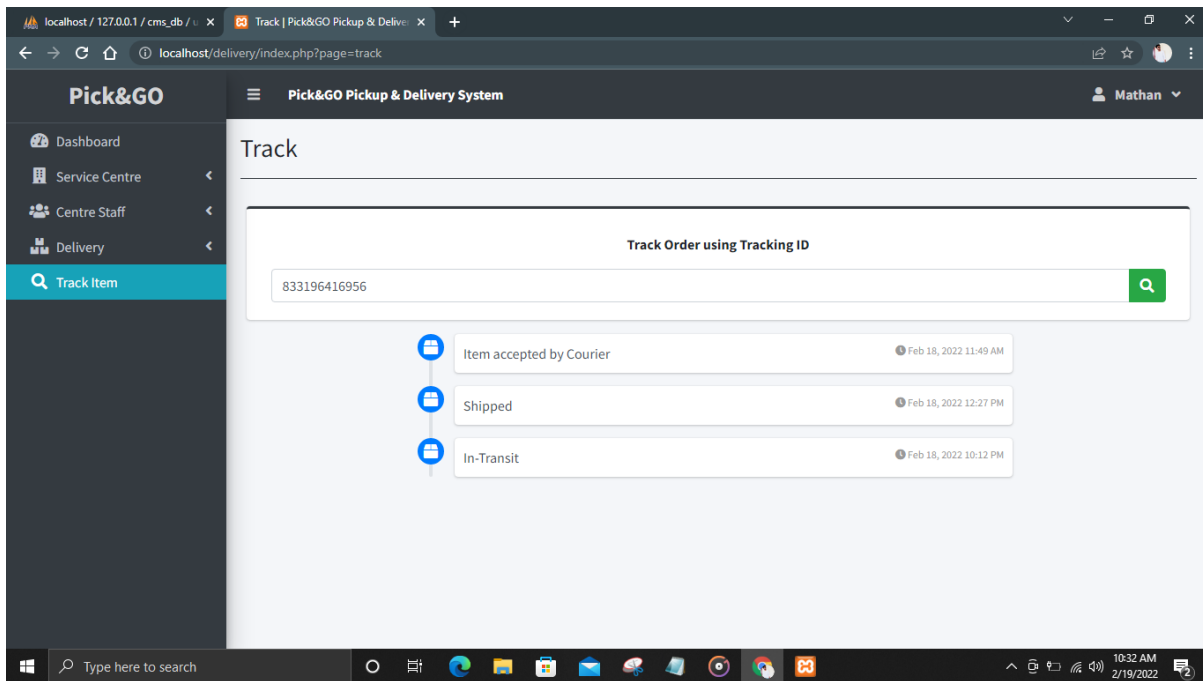 localhost / 127.0.0.1 / cms_db / u
Track | Pick&GO Pickup & Deliver
localhost/delivery/index.php?page=track
Pick&GO
Pick&GO Pickup & Delivery System
Mathan
Dashboard
Service Centre
Centre Staff
Delivery
Track Item
Track
Track Order using Tracking ID
833196416956
Item accepted by Courier
Feb 18, 2022 11:49 AM
Shipped
Feb 18, 2022 12:27 PM
In-Transit
Feb 18, 2022 10:12 PM
Type here to search
10:32 AM
2/19/2022
2